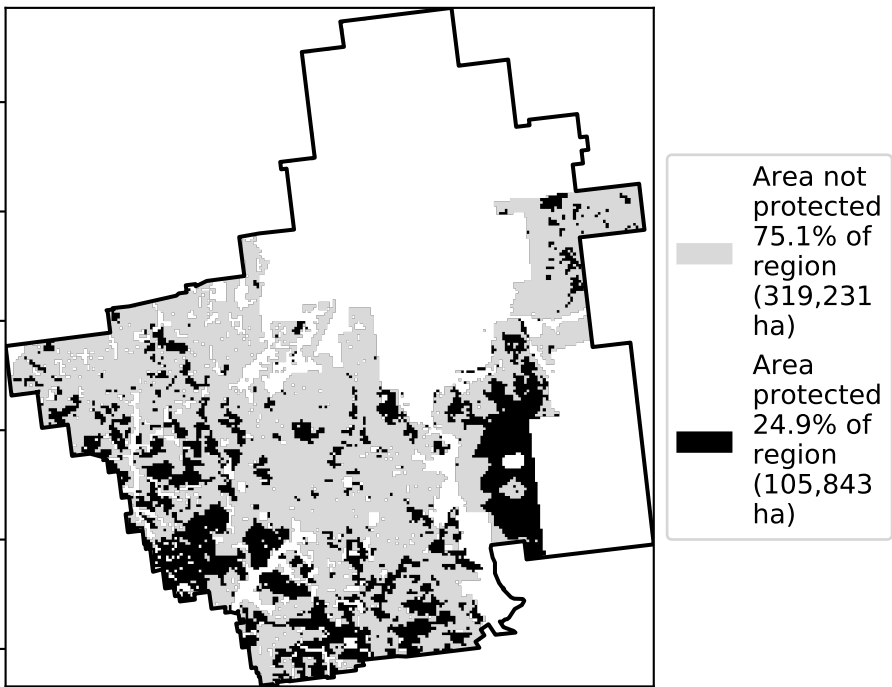 Area not
protected
75.1% of
region
(319,231
ha)
Area
protected
24.9% of
region
(105,843
ha)